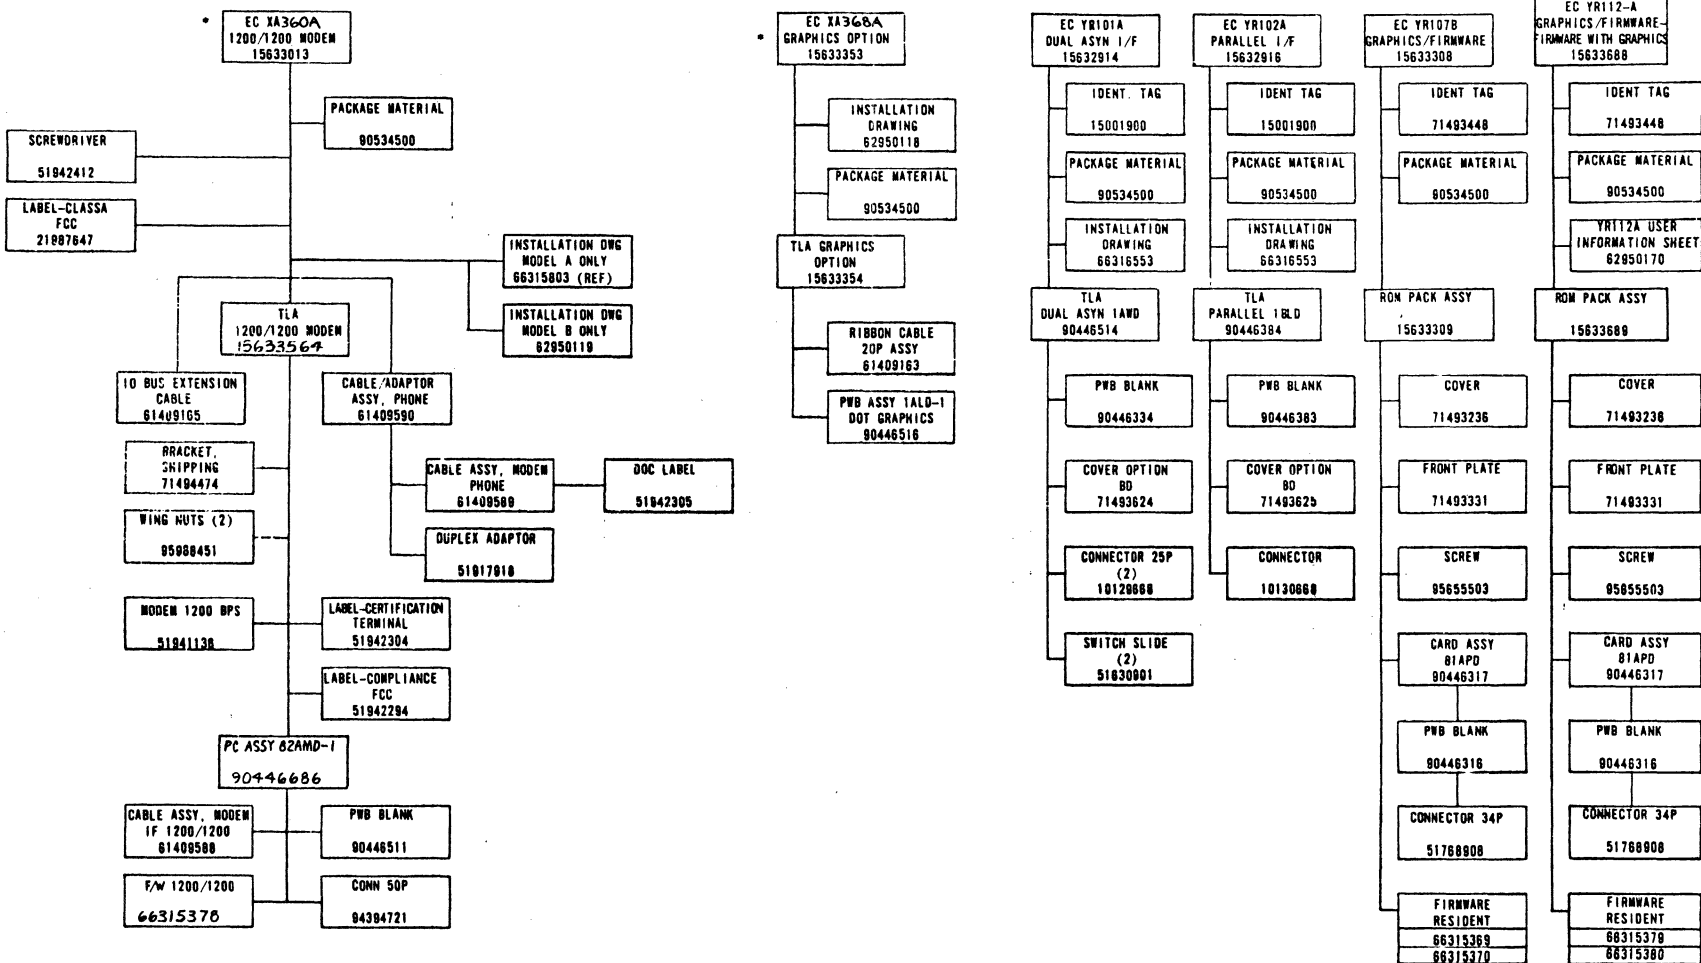 EC XA360A
1200/1200 MODEM
15633013
PACKAGE MATERIAL
90534500
SCREWDRIVER
51942412
LABEL-CLASSA
FCC
21987647
INSTALLATION DWG
MODEL A ONLY
66315803 (REF)
INSTALLATION DWG
MODEL B ONLY
62950119
TLA
1200/1200 MODEM
15633564
IO BUS EXTENSION
CABLE
61409165
CABLE/ADAPTOR
ASSY, PHONE
61409590
BRACKET,
SHIPPING
71494474
CABLE ASSY, MODEM
PHONE
61409589
DOC LABEL
51942305
WING NUTS (2)
95988451
DUPLEX ADAPTOR
51917918
MODEM 1200 BPS
51941136
LABEL-CERTIFICATION
TERMINAL
51942304
LABEL-COMPLIANCE
FCC
51942294
PC ASSY 82AMD-1
90446686
CABLE ASSY, MODEM
IF 1200/1200
61409588
PWB BLANK
90446511
F/W 1200/1200
66315378
CONN 50P
94394721
EC XA368A
GRAPHICS OPTION
15633353
INSTALLATION
DRAWING
62950118
PACKAGE MATERIAL
90534500
TLA GRAPHICS
OPTION
15633354
RIBBON CABLE
20P ASSY
61409163
PWB ASSY 1ALD-1
DOT GRAPHICS
90446516
EC YR101A
DUAL ASYN I/F
15632914
IDENT. TAG
15001900
PACKAGE MATERIAL
90534500
INSTALLATION
DRAWING
66316553
TLA
DUAL ASYN 1AWD
90446514
PWB BLANK
90446334
COVER OPTION
BD
71493624
CONNECTOR 25P
(2)
10129668
SWITCH SLIDE
(2)
51830901
EC YR102A
PARALLEL I/F
15632916
IDENT TAG
15001900
PACKAGE MATERIAL
90534500
INSTALLATION
DRAWING
66316553
TLA
PARALLEL 1BLD
90446384
PWB BLANK
90446383
COVER OPTION
BD
71493625
CONNECTOR
10130668
EC YR107B
GRAPHICS/FIRMWARE
15633308
IDENT TAG
71493448
PACKAGE MATERIAL
90534500
ROM PACK ASSY
15633309
COVER
71493236
FRONT PLATE
71493331
SCREW
95655503
CARD ASSY
81APD
90446317
PWB BLANK
90446316
CONNECTOR 34P
51768908
FIRMWARE
RESIDENT
66315369
66315370
EC YR112-A
GRAPHICS/FIRMWARE-
FIRMWARE WITH GRAPHICS
15633688
IDENT TAG
71493448
PACKAGE MATERIAL
90534500
YR112A USER
INFORMATION SHEET
62950170
ROM PACK ASSY
15633689
COVER
71493236
FRONT PLATE
71493331
SCREW
95655503
CARD ASSY
81APD
90446317
PWB BLANK
90446316
CONNECTOR 34P
51768908
FIRMWARE
RESIDENT
66315379
66315380